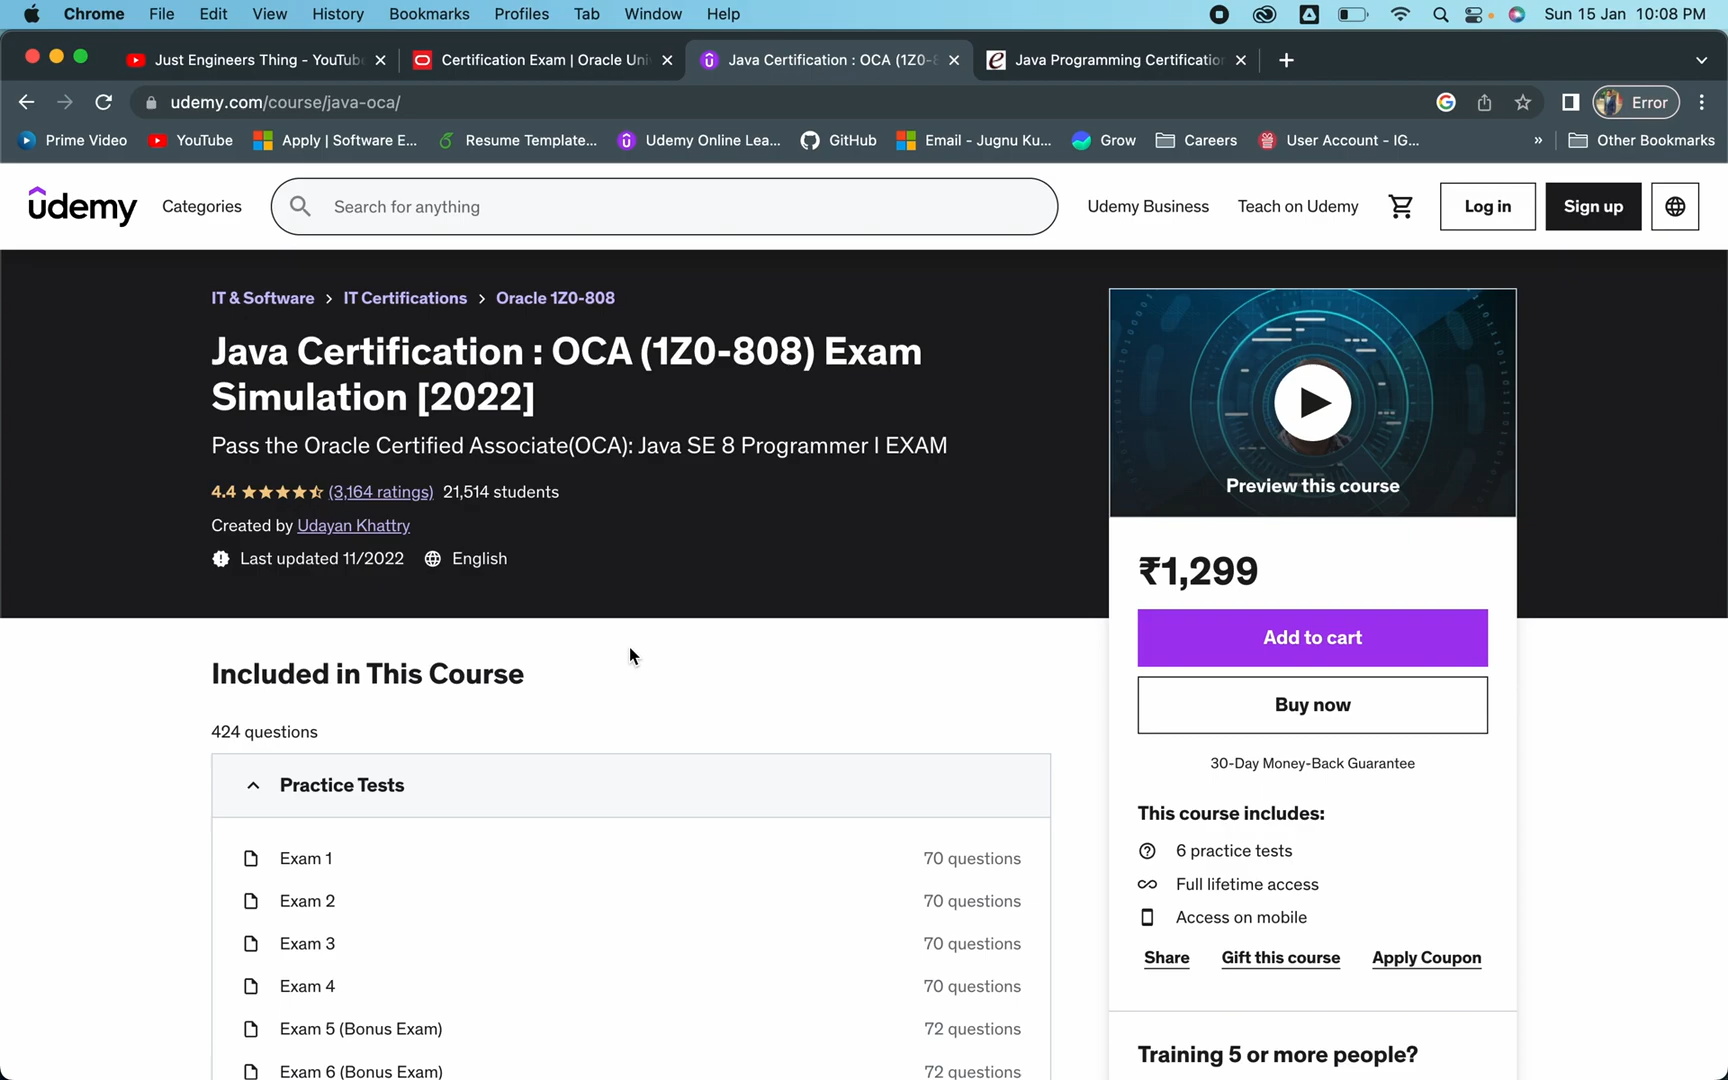 Chrome File Edit View History Bookmarks Profiles Tab Window Help Sun 15 Jan 10:08 PM
Just Engineers Thing - YouTub Certification Exam | Oracle Uni Java Certification : OCA (1Z0-8 Java Programming Certificatio
udemy.com/course/java-oca/ Error
Prime Video YouTube Apply | Software E... Resume Template... Udemy Online Lea... GitHub Email - Jugnu Ku... Grow Careers User Account - IG... » Other Bookmarks
udemy Categories Search for anything Udemy Business Teach on Udemy Log in Sign up
IT & Software > IT Certifications > Oracle 1Z0-808
Java Certification : OCA (1Z0-808) Exam
Simulation [2022]
Pass the Oracle Certified Associate(OCA): Java SE 8 Programmer I EXAM
4.4 (3,164 ratings) 21,514 students
Created by Udayan Khattry
Last updated 11/2022 English
Preview this course
₹1,299
Add to cart
Buy now
30-Day Money-Back Guarantee
This course includes:
6 practice tests
Full lifetime access
Access on mobile
Share Gift this course Apply Coupon
Training 5 or more people?
Included in This Course
424 questions
Practice Tests
Exam 1 70 questions
Exam 2 70 questions
Exam 3 70 questions
Exam 4 70 questions
Exam 5 (Bonus Exam) 72 questions
Exam 6 (Bonus Exam) 72 questions